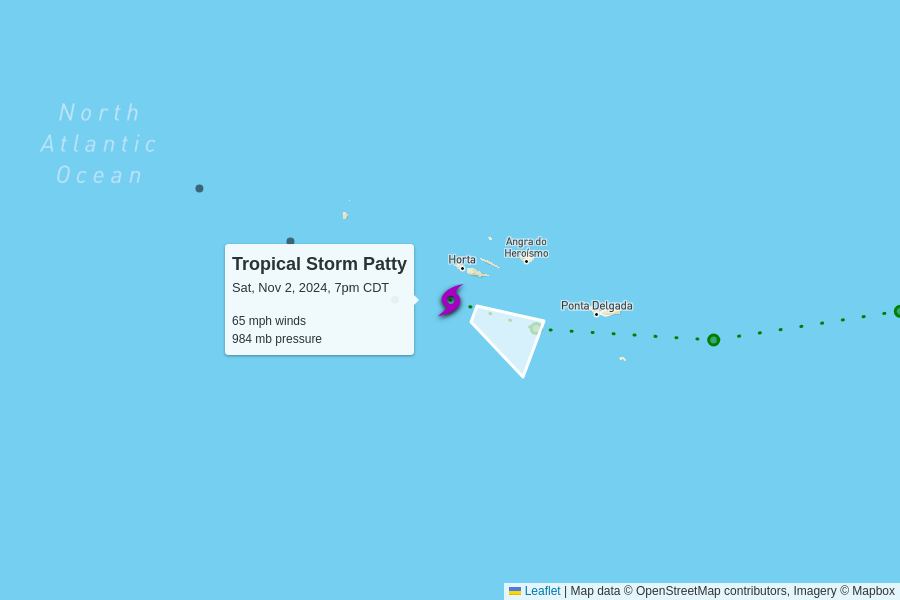 North
Atlantic
Ocean
Angra do
Heroísmo
Horta
Tropical Storm Patty
Sat, Nov 2, 2024, 7pm CDT
65 mph winds
984 mb pressure
Ponta Delgada
Leaflet | Map data © OpenStreetMap contributors, Imagery © Mapbox